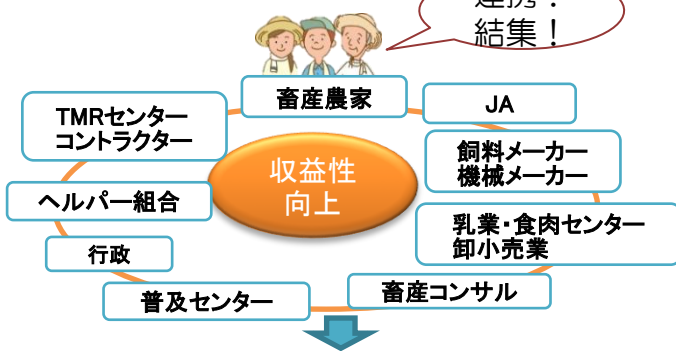 連携！
結集！
畜産農家
JA
TMRセンター
コントラクター
飼料メーカー
機械メーカー
収益性
向上
ヘルパー組合
乳業・食肉センター
卸小売業
行政
畜産コンサル
普及センター